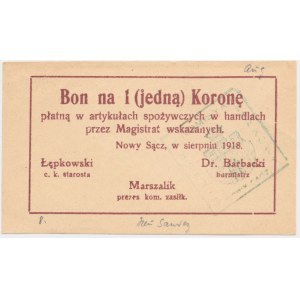 Bon na 1 (jedną) Koronę
płatną w artykułach spożywczych w handlach
przez Magistrat wskazanych.
Nowy Sącz, w sierpniu 1918.
Łępkowski Dr. Barbacki
c. k. starosta burmistrz
Marszalik
prezes kom. zasiłk.